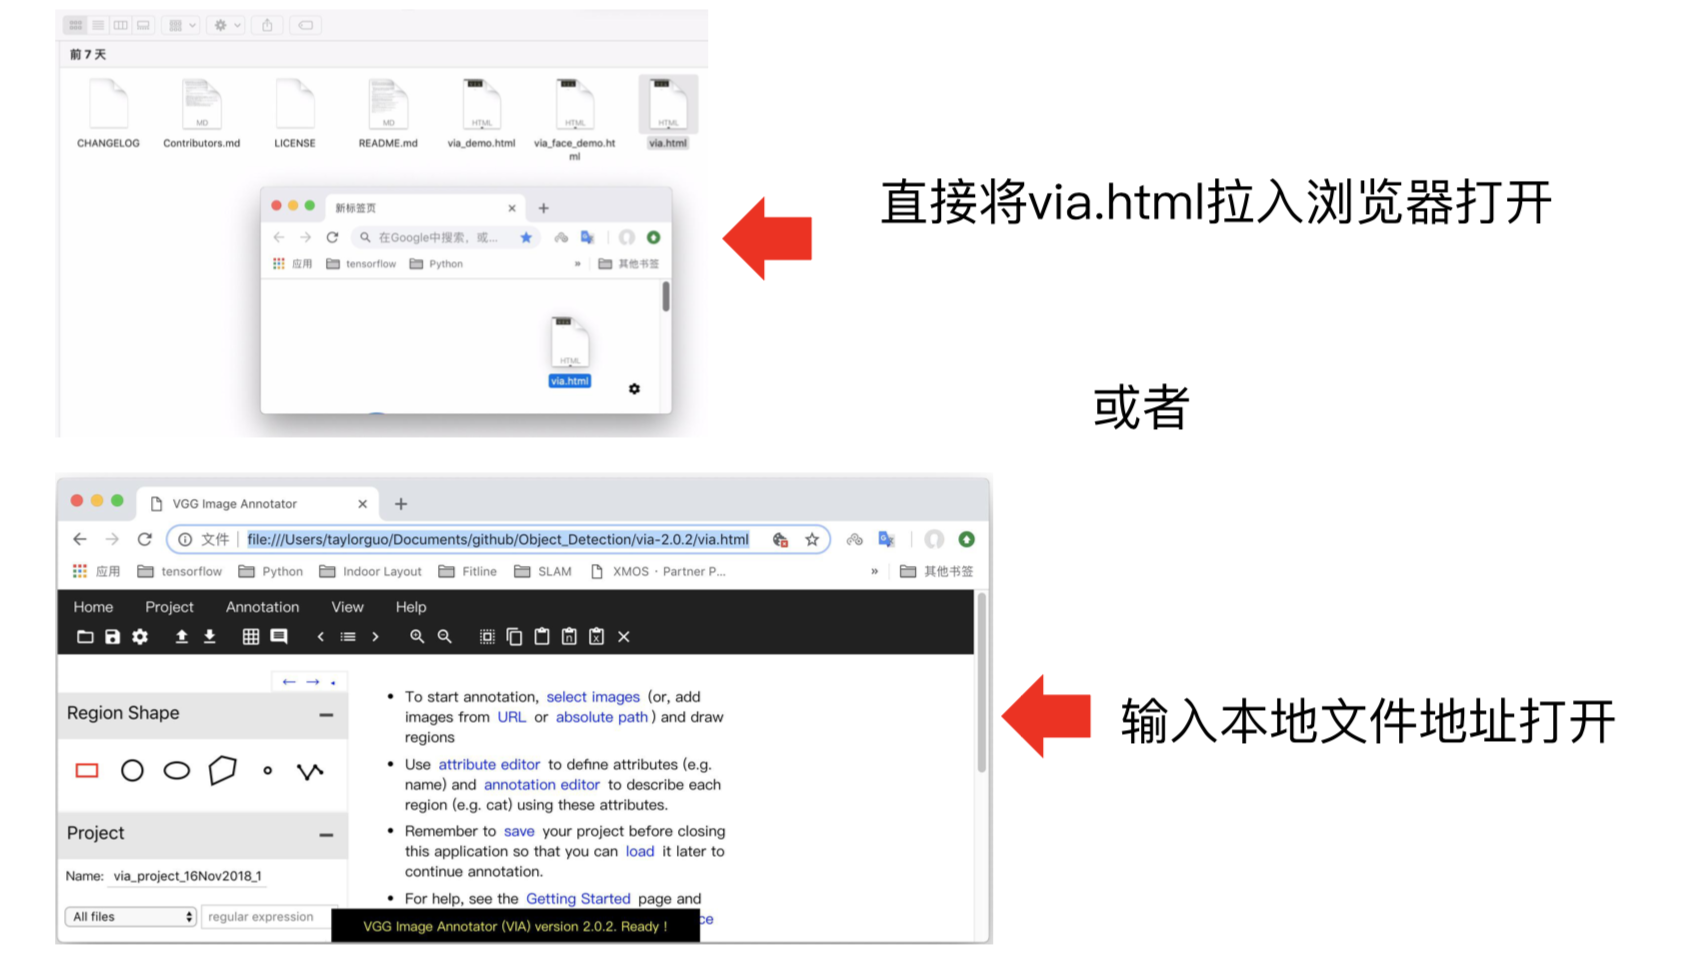 前 7 天
MD
MD
HTML
HTML
HTML
CHANGELOG
Contributors.md
LICENSE
README.md
via_demo.html
via_face_demo.ht
ml
via.html
新标签页
在Google中搜索，或...
应用
tensorflow
Python
»
其他书签
HTML
via.html
直接将via.html拉入浏览器打开
或者
VGG Image Annotator
文件
file:///Users/taylorguo/Documents/github/Object_Detection/via-2.0.2/via.html
应用
tensorflow
Python
Indoor Layout
Fitline
SLAM
XMOS · Partner P...
»
其他书签
Home Project Annotation View Help
Region Shape
Project
Name: via_project_16Nov2018_1
All files
regular expression
• To start annotation, select images (or, add
images from URL or absolute path) and draw
regions
• Use attribute editor to define attributes (e.g.
name) and annotation editor to describe each
region (e.g. cat) using these attributes.
• Remember to save your project before closing
this application so that you can load it later to
continue annotation.
• For help, see the Getting Started page and
ce
VGG Image Annotator (VIA) version 2.0.2. Ready !
输入本地文件地址打开